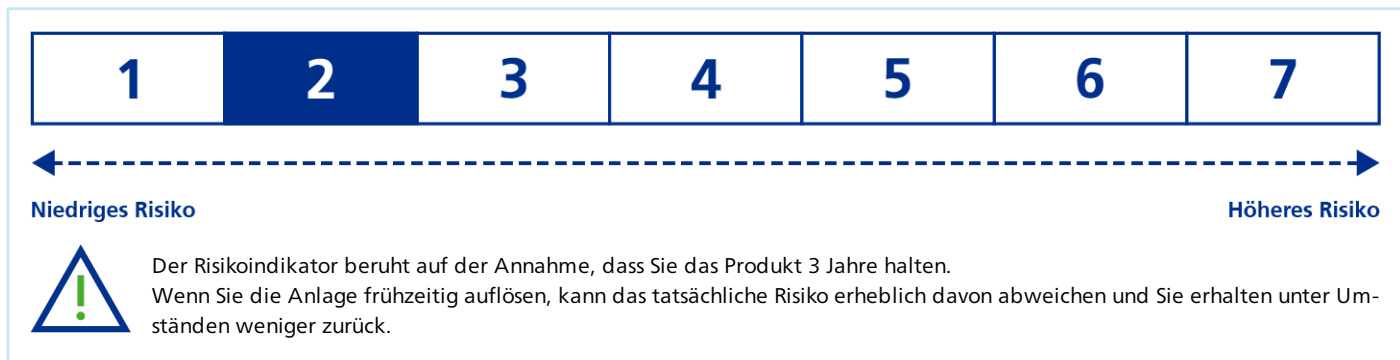 1 2 3 4 5 6 7
Niedriges Risiko Höheres Risiko
Der Risikoindikator beruht auf der Annahme, dass Sie das Produkt 3 Jahre halten.
Wenn Sie die Anlage frühzeitig auflösen, kann das tatsächliche Risiko erheblich davon abweichen und Sie erhalten unter Um-
ständen weniger zurück.